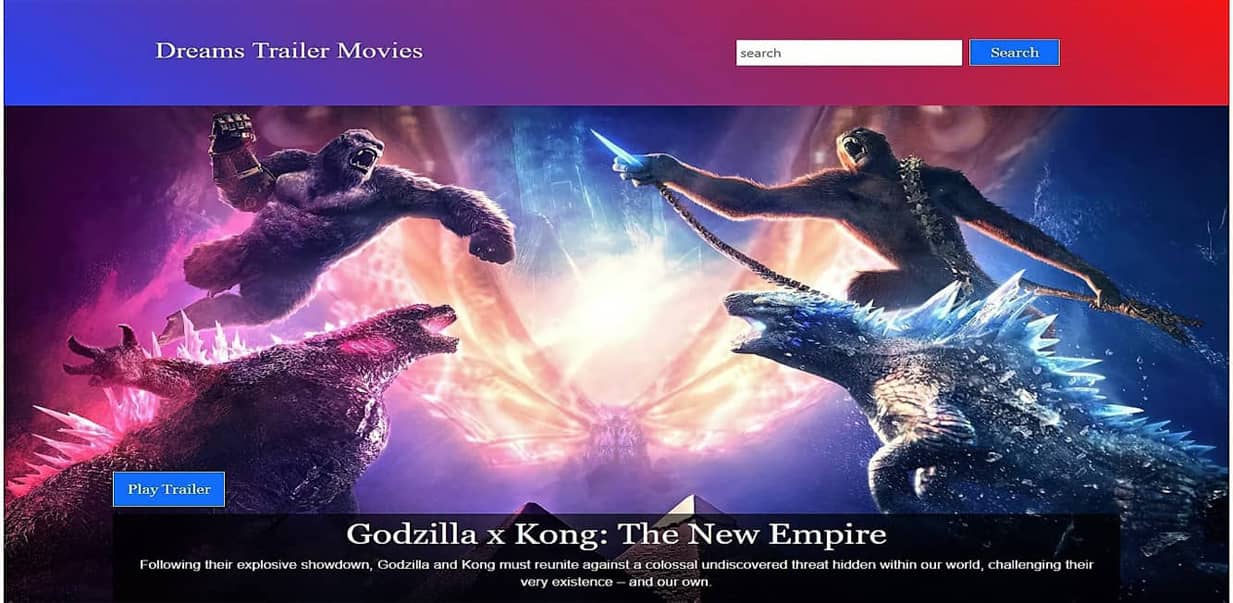 Dreams Trailer Movies
search
Search
Play Trailer
Godzilla x Kong: The New Empire
Following their explosive showdown, Godzilla and Kong must reunite against a colossal undiscovered threat hidden within our world, challenging their
very existence – and our own.